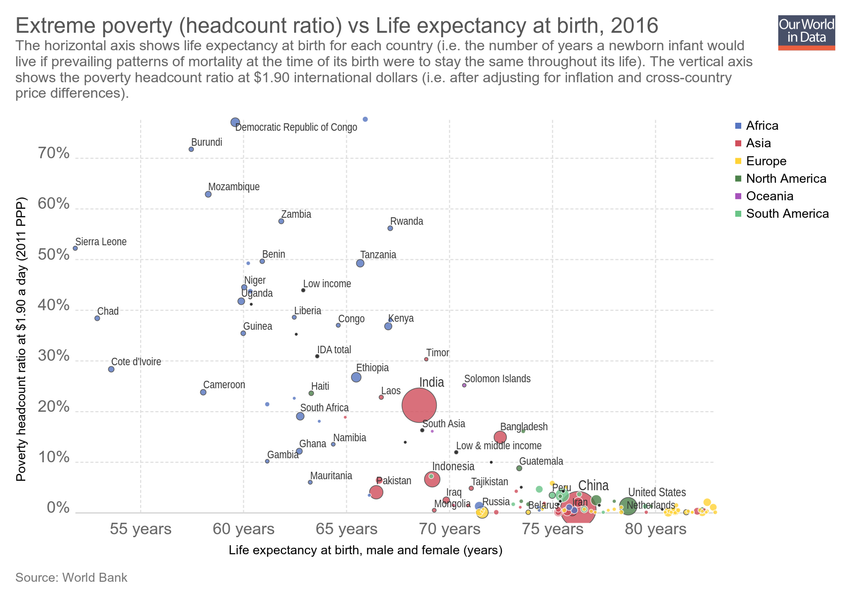 Extreme poverty (headcount ratio) vs Life expectancy at birth, 2016
Our World
in Data
The horizontal axis shows life expectancy at birth for each country (i.e. the number of years a newborn infant would
live if prevailing patterns of mortality at the time of its birth were to stay the same throughout its life). The vertical axis
shows the poverty headcount ratio at $1.90 international dollars (i.e. after adjusting for inflation and cross-country
price differences).
Africa
Asia
Europe
North America
Oceania
South America
Poverty headcount ratio at $1.90 a day (2011 PPP)
70%
60%
50%
40%
30%
20%
10%
0%
Democratic Republic of Congo
Burundi
Mozambique
Zambia
Rwanda
Sierra Leone
Benin
Tanzania
Niger
Low income
Uganda
Chad
Liberia
Congo
Kenya
Guinea
IDA total
Timor
Cote d'Ivoire
Ethiopia
Cameroon
Haiti
Laos
India
Solomon Islands
South Africa
South Asia
Bangladesh
Ghana
Namibia
Low & middle income
Gambia
Indonesia
Guatemala
Mauritania
Pakistan
Tajikistan
Peru
China
Iraq
United States
Mongolia
Russia
Belarus
Iran
Netherlands
55 years
60 years
65 years
70 years
75 years
80 years
Life expectancy at birth, male and female (years)
Source: World Bank